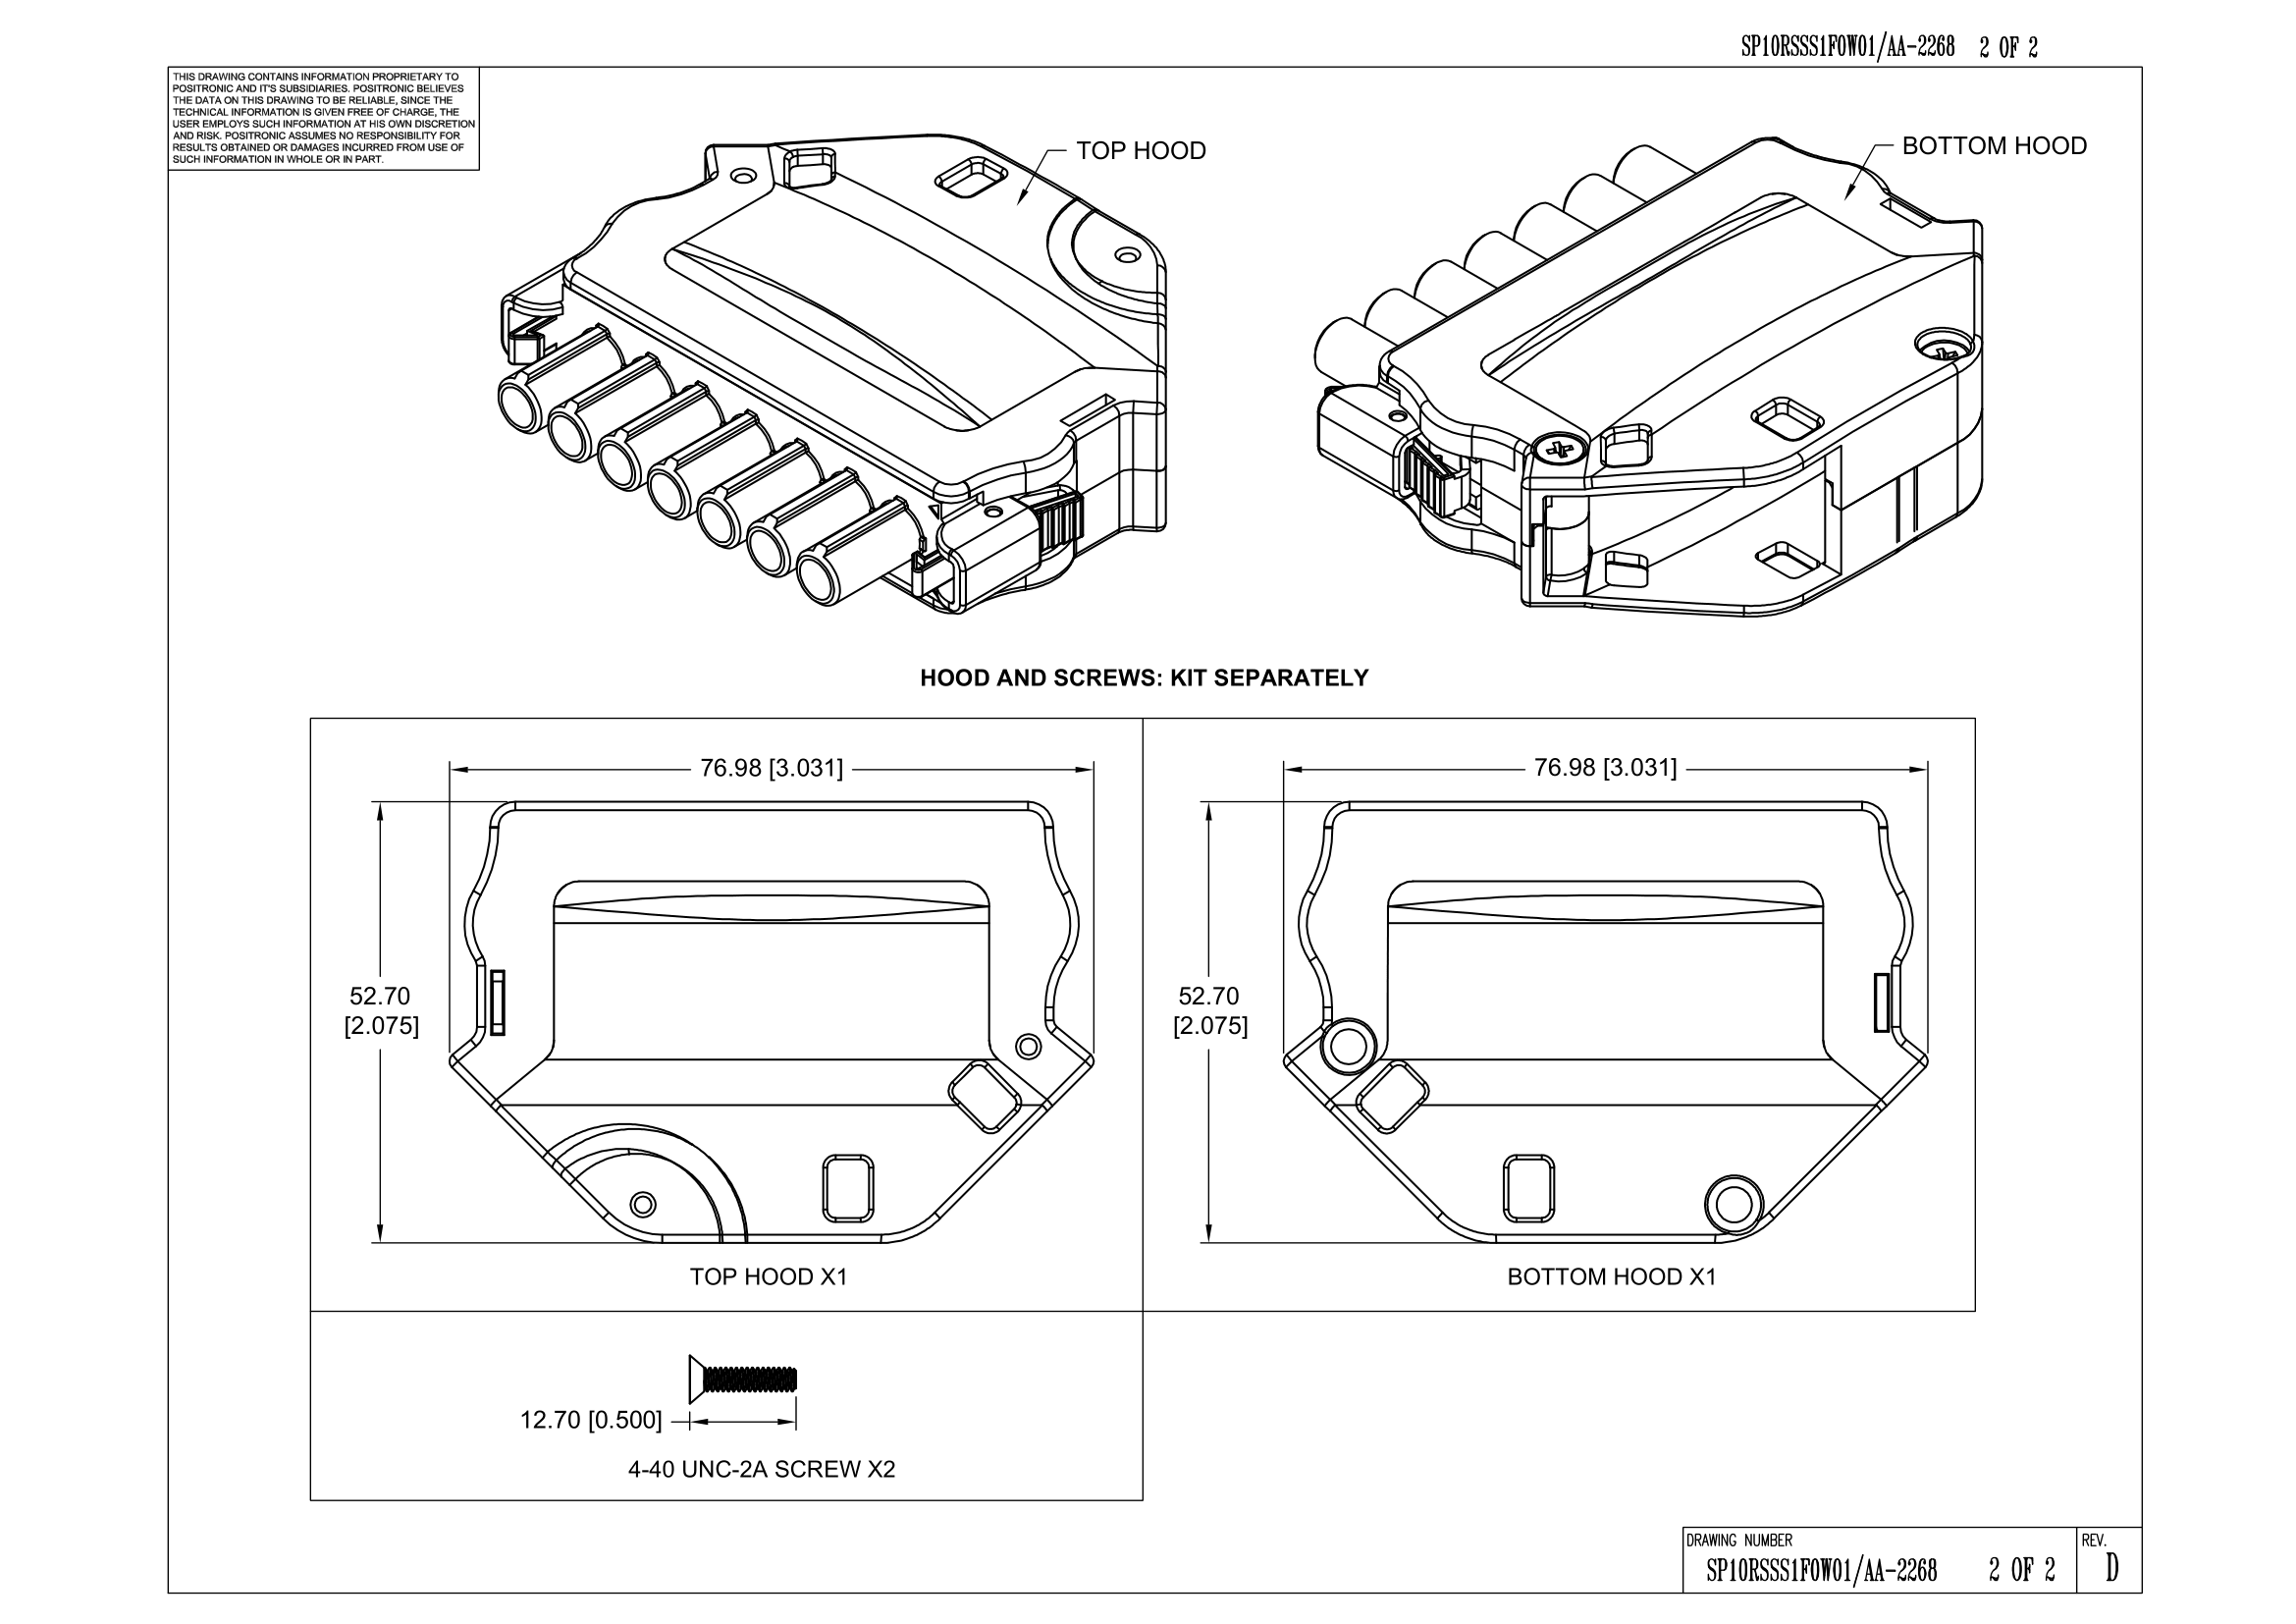 SP10RSSS1F0W01/AA-2268 2 OF 2
THIS DRAWING CONTAINS INFORMATION PROPRIETARY TO
POSITRONIC AND IT'S SUBSIDIARIES. POSITRONIC BELIEVES
THE DATA ON THIS DRAWING TO BE RELIABLE, SINCE THE
TECHNICAL INFORMATION IS GIVEN FREE OF CHARGE, THE
USER EMPLOYS SUCH INFORMATION AT HIS OWN DISCRETION
AND RISK. POSITRONIC ASSUMES NO RESPONSIBILITY FOR
RESULTS OBTAINED OR DAMAGES INCURRED FROM USE OF
SUCH INFORMATION IN WHOLE OR IN PART.
TOP HOOD
BOTTOM HOOD
HOOD AND SCREWS: KIT SEPARATELY
76.98 [3.031]
52.70
[2.075]
TOP HOOD X1
76.98 [3.031]
52.70
[2.075]
BOTTOM HOOD X1
12.70 [0.500]
4-40 UNC-2A SCREW X2
DRAWING NUMBER
SP10RSSS1F0W01/AA-2268 2 OF 2
REV.
D